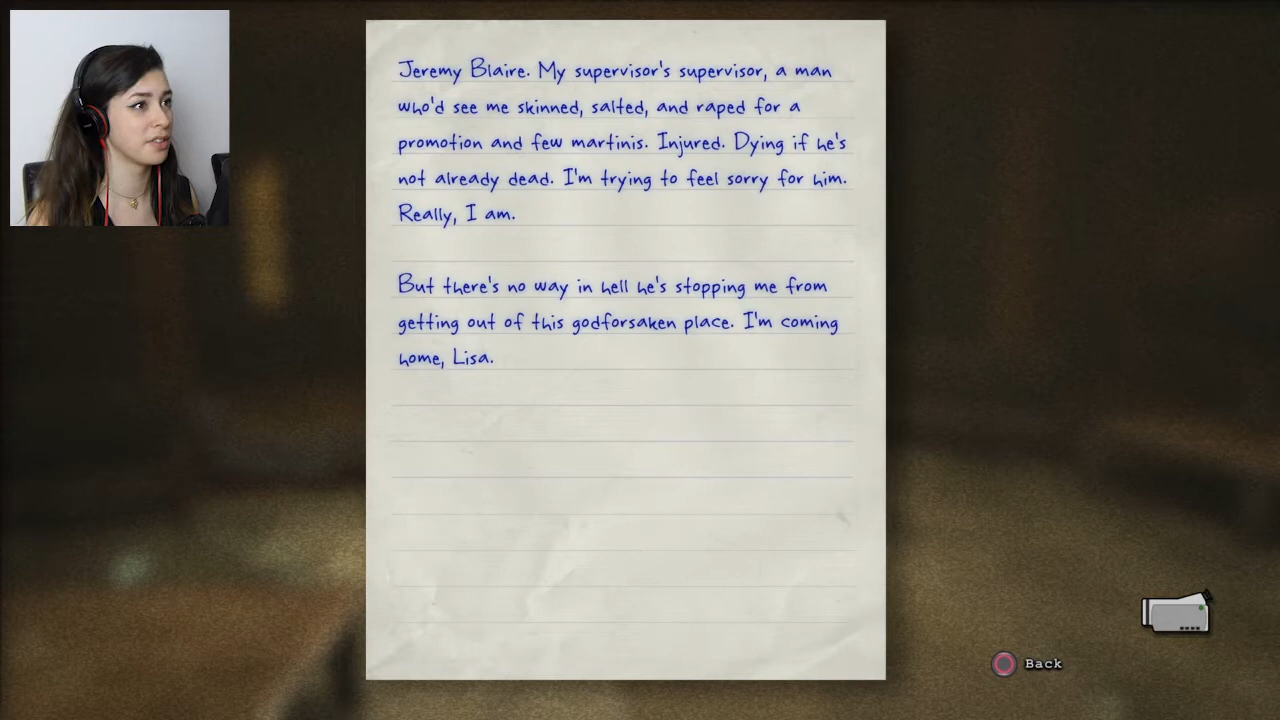 Jeremy Blaire. My supervisor's supervisor, a man
who'd see me skinned, salted, and raped for a
promotion and few martinis. Injured. Dying if he's
not already dead. I'm trying to feel sorry for him.
Really, I am.
But there's no way in hell he's stopping me from
getting out of this godforsaken place. I'm coming
home, Lisa.
Back